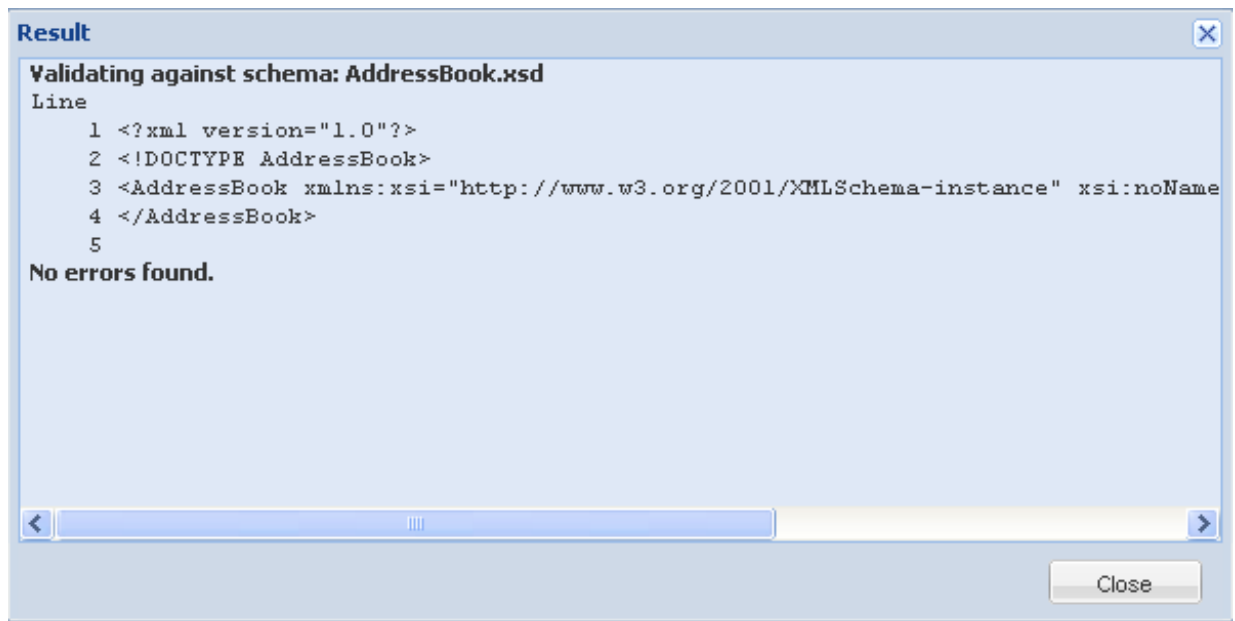 Result
Validating against schema: AddressBook.xsd
Line
1 <?xml version="1.0"?>
2 <!DOCTYPE AddressBook>
3 <AddressBook xmlns:xsi="http://www.w3.org/2001/XMLSchema-instance" xsi:noName
4 </AddressBook>
5
No errors found.
Close